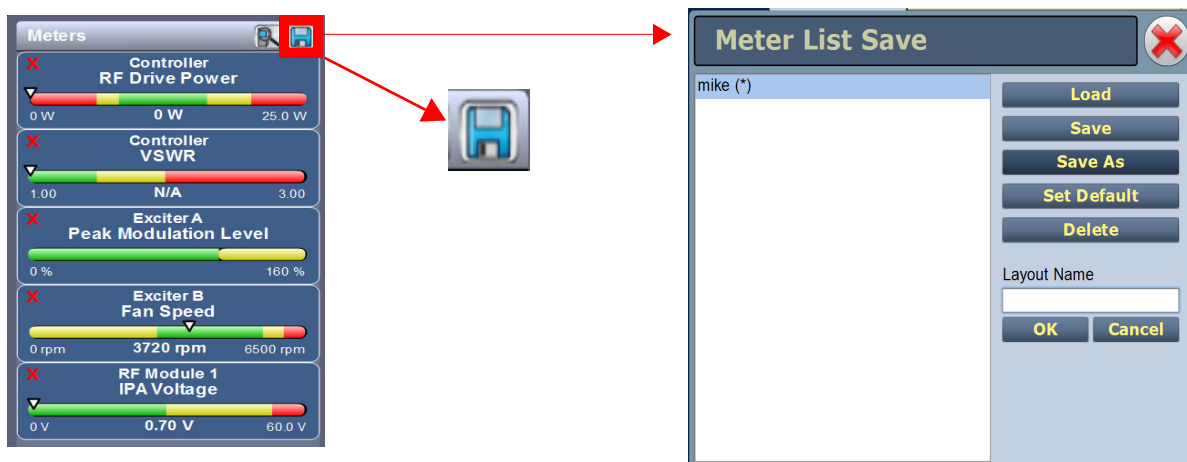 Meters
X
Controller
RF Drive Power
0 W 0 W 25.0 W
X
Controller
VSWR
1.00 N/A 3.00
X
Exciter A
Peak Modulation Level
0 % 160 %
X
Exciter B
Fan Speed
0 rpm 3720 rpm 6500 rpm
X
RF Module 1
IPA Voltage
0 V 0.70 V 60.0 V
Meter List Save
mike (*)
Load
Save
Save As
Set Default
Delete
Layout Name
OK Cancel